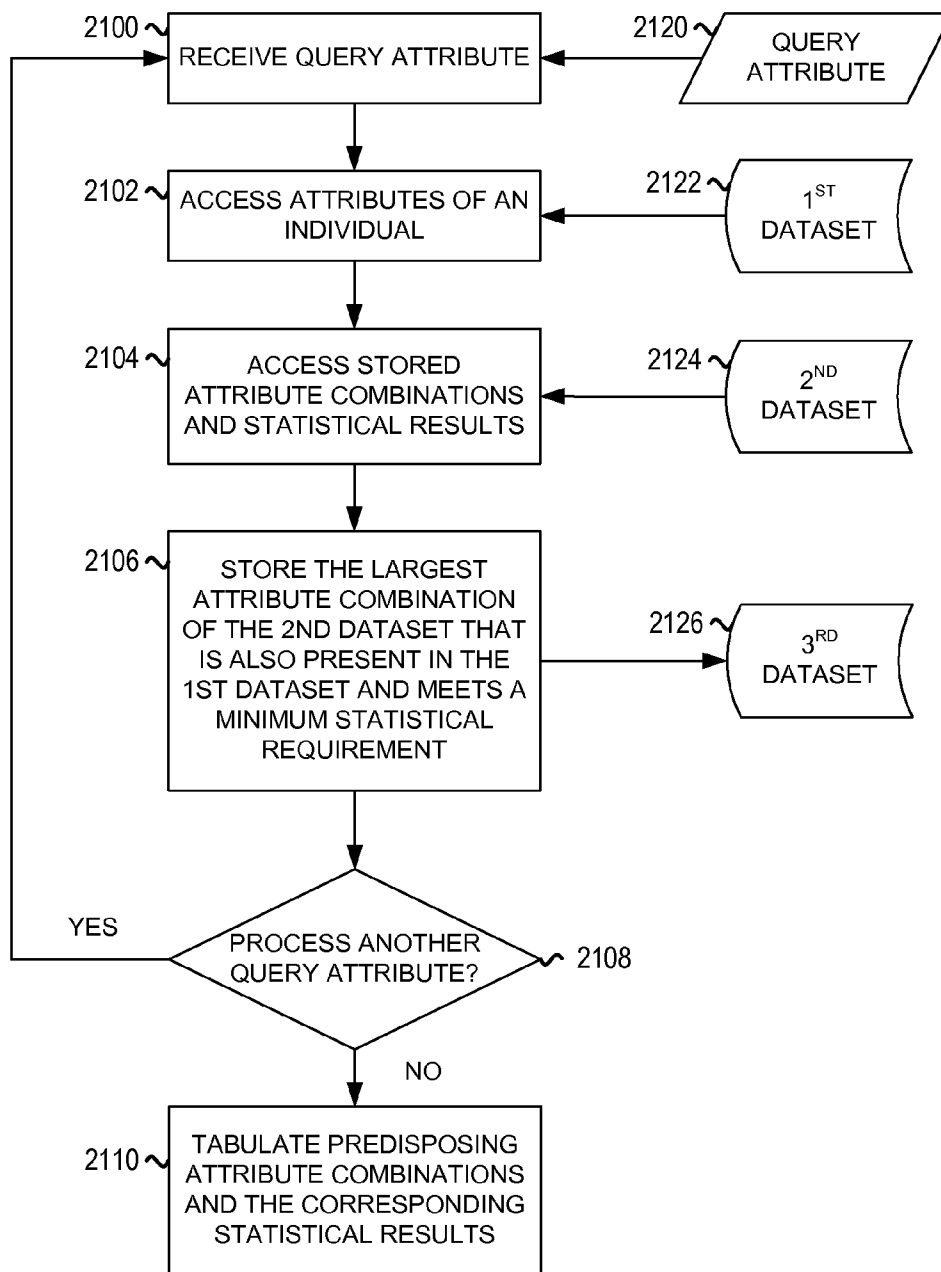 2100
RECEIVE QUERY ATTRIBUTE
2120
QUERY
ATTRIBUTE
2102
ACCESS ATTRIBUTES OF AN
INDIVIDUAL
2122
1ST
DATASET
2104
ACCESS STORED
ATTRIBUTE COMBINATIONS
AND STATISTICAL RESULTS
2124
2ND
DATASET
2106
STORE THE LARGEST
ATTRIBUTE COMBINATION
OF THE 2ND DATASET THAT
IS ALSO PRESENT IN THE
1ST DATASET AND MEETS A
MINIMUM STATISTICAL
REQUIREMENT
2126
3RD
DATASET
YES
PROCESS ANOTHER
QUERY ATTRIBUTE?
2108
NO
2110
TABULATE PREDISPOSING
ATTRIBUTE COMBINATIONS
AND THE CORRESPONDING
STATISTICAL RESULTS